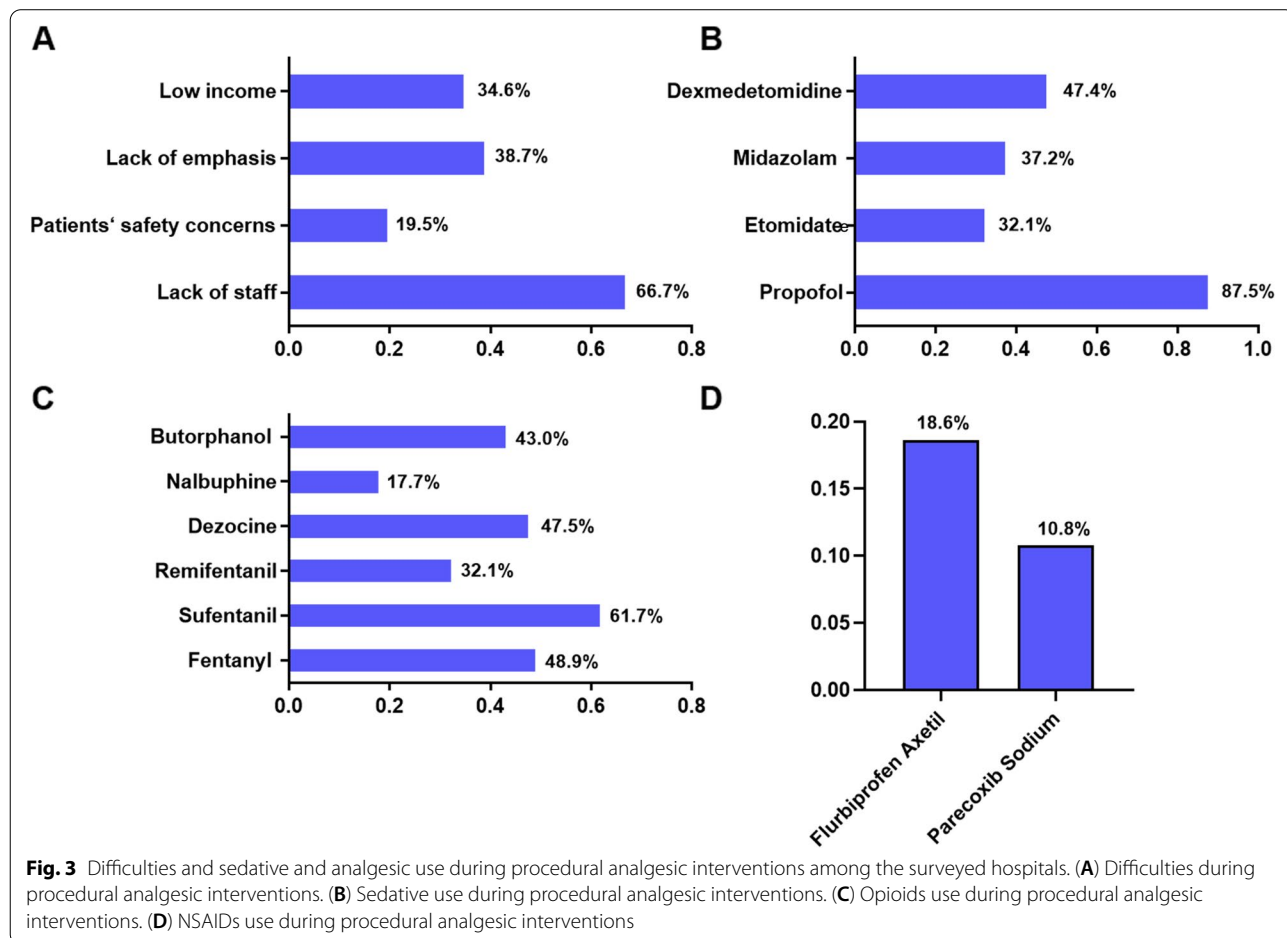 A
Low income
34.6%
Lack of emphasis
38.7%
Patients‘ safety concerns
19.5%
Lack of staff
66.7%
0.0 0.2 0.4 0.6 0.8
B
Dexmedetomidine
47.4%
Midazolam
37.2%
Etomidate
32.1%
Propofol
87.5%
0.0 0.2 0.4 0.6 0.8 1.0
C
Butorphanol
43.0%
Nalbuphine
17.7%
Dezocine
47.5%
Remifentanil
32.1%
Sufentanil
61.7%
Fentanyl
48.9%
0.0 0.2 0.4 0.6 0.8
D
0.20
0.15
0.10
0.05
0.00
18.6%
10.8%
Flurbiprofen Axetil
Parecoxib Sodium
Fig. 3 Difficulties and sedative and analgesic use during procedural analgesic interventions among the surveyed hospitals. (A) Difficulties during
procedural analgesic interventions. (B) Sedative use during procedural analgesic interventions. (C) Opioids use during procedural analgesic
interventions. (D) NSAIDs use during procedural analgesic interventions